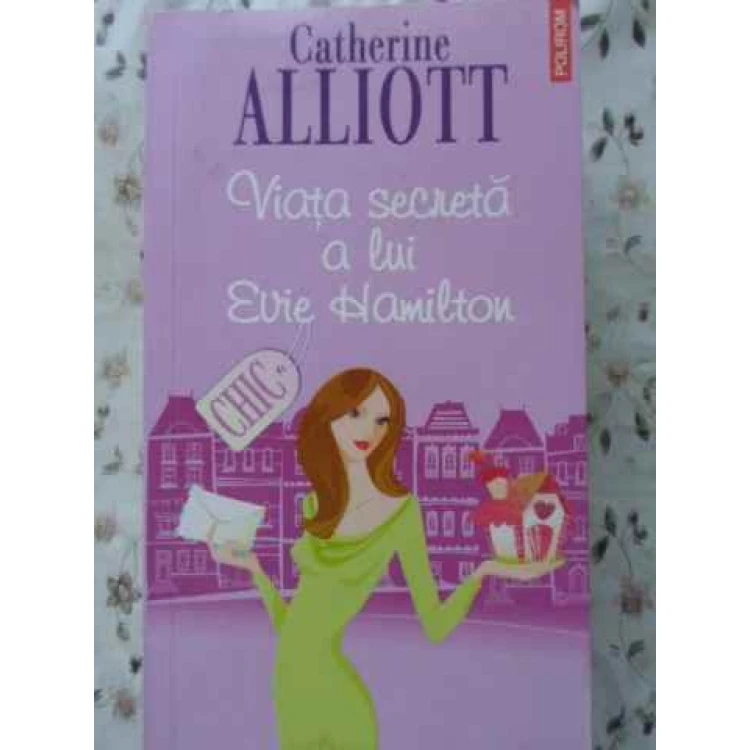 POLIROM
Catherine
ALLIOTT
Viața secretă
a lui
Evie Hamilton
CHIC